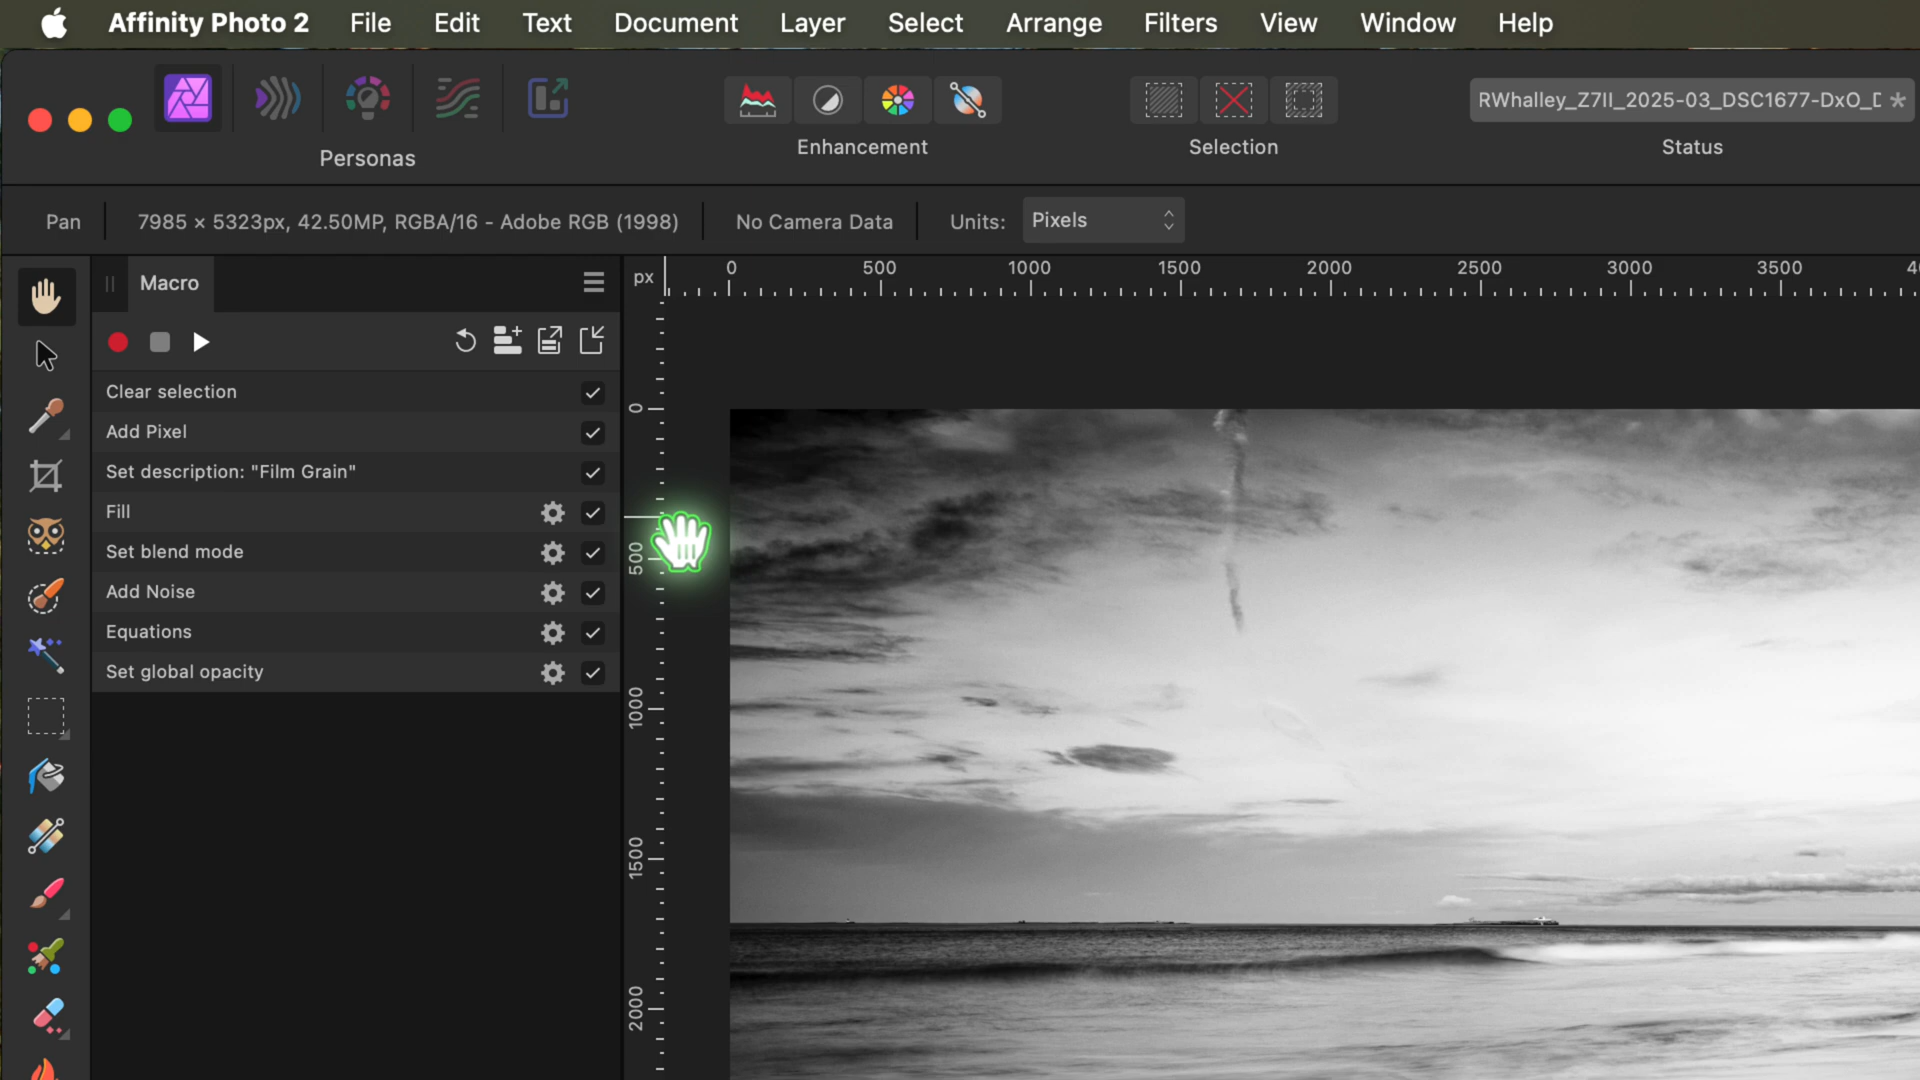 Affinity Photo 2 File Edit Text Document Layer Select Arrange Filters View Window Help
Personas
Enhancement
Selection
RWhalley_Z7II_2025-03_DSC1677-DxO_D *
Status
Pan
7985 × 5323px, 42.50MP, RGBA/16 - Adobe RGB (1998)
No Camera Data
Units: Pixels
Macro
px
0 500 1000 1500 2000 2500 3000 3500
Clear selection
Add Pixel
Set description: "Film Grain"
Fill
Set blend mode
Add Noise
Equations
Set global opacity
0
500
1000
1500
2000